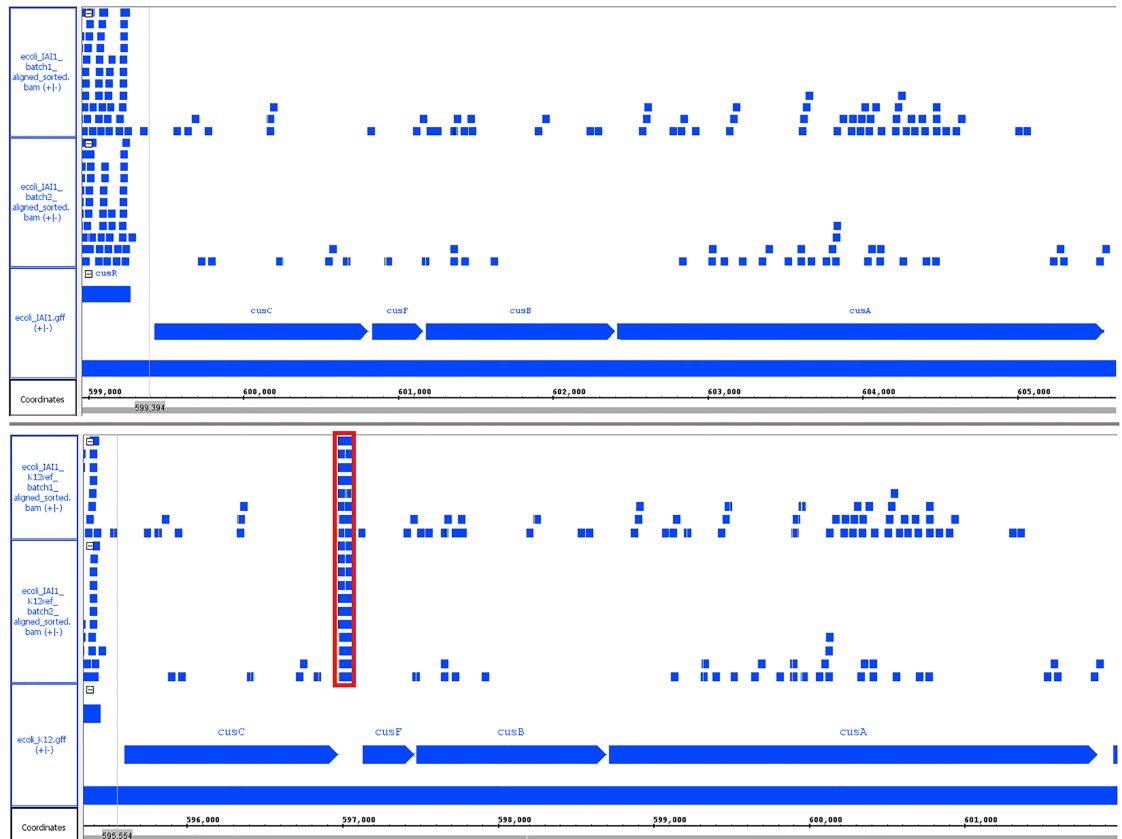 ecoli_IAI1_
batch1_
aligned_sorted.
bam (+|-)
ecoli_IAI1_
batch2_
aligned_sorted.
bam (+|-)
cusR
ecoli_IAI1.gff
(+|-)
cusC cusF cusB cusA
Coordinates
599,000 600,000 601,000 602,000 603,000 604,000 605,000
599,394
ecoli_IAI1_
K12ref_
batch1_
aligned_sorted.
bam (+|-)
ecoli_IAI1_
K12ref_
batch2_
aligned_sorted.
bam (+|-)
ecoli_K12.gff
(+|-)
cusC cusF cusB cusA
Coordinates
596,000 597,000 598,000 599,000 600,000 601,000
595,554